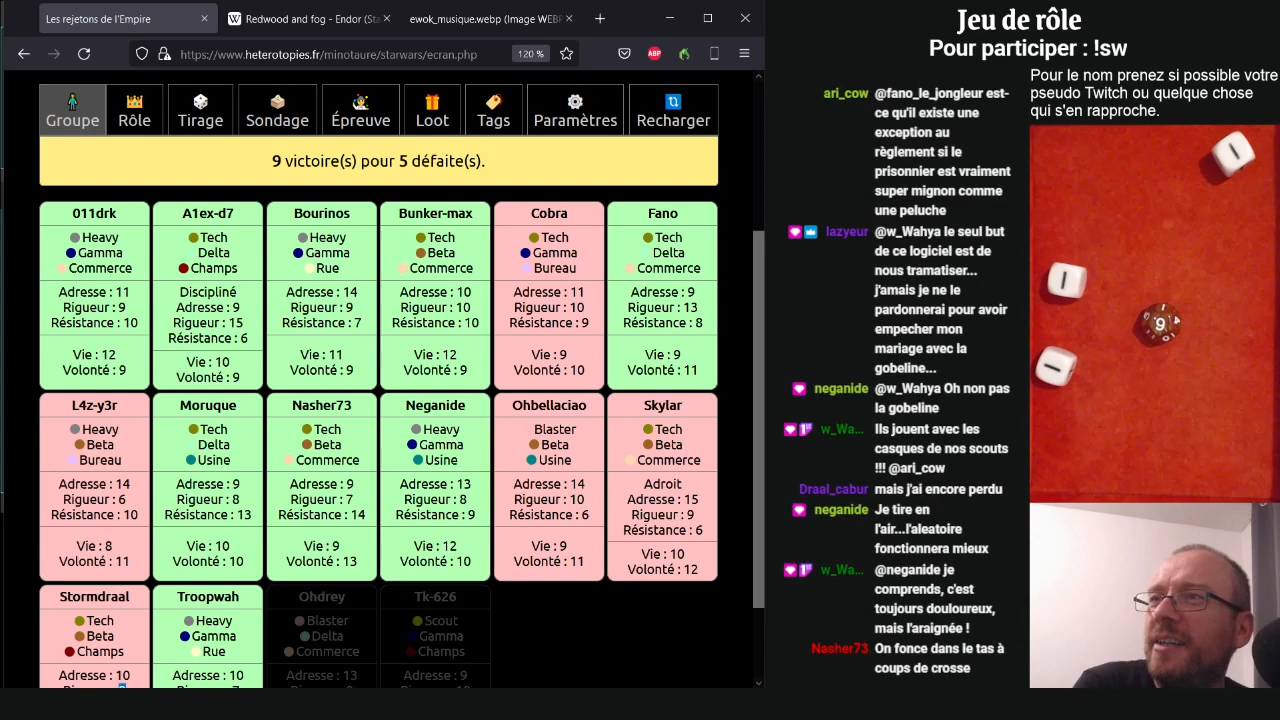 Les rejetons de l'Empire
Redwood and fog - Endor (Sta
ewok_musique.webp (Image WEBP
https://www.heterotopies.fr/minotaure/starwars/ecran.php
120 %
ABP
Groupe
Rôle
Tirage
Sondage
Épreuve
Loot
Tags
Paramètres
Recharger
9 victoire(s) pour 5 défaite(s).
011drk
Heavy
Gamma
Commerce
Adresse : 11
Rigueur : 9
Résistance : 10
Vie : 12
Volonté : 9
A1ex-d7
Tech
Delta
Champs
Discipliné
Adresse : 9
Rigueur : 15
Résistance : 6
Vie : 10
Volonté : 9
Bourinos
Heavy
Gamma
Rue
Adresse : 14
Rigueur : 9
Résistance : 7
Vie : 11
Volonté : 9
Bunker-max
Tech
Beta
Commerce
Adresse : 10
Rigueur : 10
Résistance : 10
Vie : 12
Volonté : 9
Cobra
Tech
Gamma
Bureau
Adresse : 11
Rigueur : 10
Résistance : 9
Vie : 9
Volonté : 10
Fano
Tech
Delta
Commerce
Adresse : 9
Rigueur : 13
Résistance : 8
Vie : 9
Volonté : 11
L4z-y3r
Heavy
Beta
Bureau
Adresse : 14
Rigueur : 6
Résistance : 10
Vie : 8
Volonté : 11
Moruque
Tech
Delta
Usine
Adresse : 9
Rigueur : 8
Résistance : 13
Vie : 10
Volonté : 10
Nasher73
Tech
Beta
Commerce
Adresse : 9
Rigueur : 7
Résistance : 14
Vie : 9
Volonté : 13
Neganide
Heavy
Gamma
Usine
Adresse : 13
Rigueur : 8
Résistance : 9
Vie : 12
Volonté : 10
Ohbellaciao
Blaster
Beta
Usine
Adresse : 14
Rigueur : 10
Résistance : 6
Vie : 9
Volonté : 11
Skylar
Tech
Beta
Commerce
Adroit
Adresse : 15
Rigueur : 9
Résistance : 6
Vie : 10
Volonté : 12
Stormdraal
Tech
Beta
Champs
Adresse : 10
Troopwah
Heavy
Gamma
Rue
Adresse : 10
Ohdrey
Blaster
Delta
Commerce
Adresse : 13
Tk-626
Scout
Gamma
Champs
Adresse : 9
Jeu de rôle
Pour participer : !sw
ari_cow @fano_le_jongleur est-
ce qu'il existe une
exception au
règlement si le
prisonnier est vraiment
super mignon comme
une peluche
lazyeur @w_Wahya le seul but
de ce logiciel est de
nous tramatiser...
j'amais je ne le
pardonnerai pour avoir
empecher mon
mariage avec la
gobeline...
neganide @w_Wahya Oh non pas
la gobeline
w_Wa... Ils jouent avec les
casques de nos scouts
!!! @ari_cow
Draal_cabur mais j'ai encore perdu
neganide Je tire en
l'air...l'aleatoire
fonctionnera mieux
w_Wa... @neganide je
comprends, c'est
toujours douloureux,
mais l'araignée !
Nasher73 On fonce dans le tas à
coups de crosse
Pour le nom prenez si possible votre
pseudo Twitch ou quelque chose
qui s'en rapproche.
9